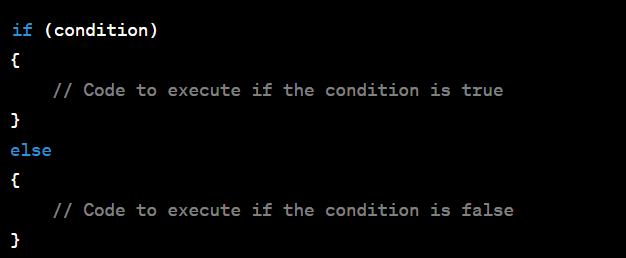 if (condition)
{
    // Code to execute if the condition is true
}
else
{
    // Code to execute if the condition is false
}